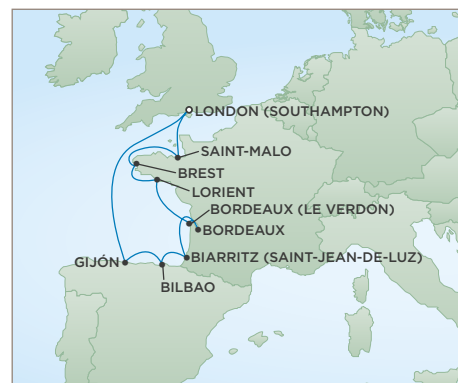 LONDON (SOUTHAMPTON)
SAINT-MALO
BREST
LORIENT
BORDEAUX (LE VERDON)
BORDEAUX
BIARRITZ (SAINT-JEAN-DE-LUZ)
GIJÓN
BILBAO